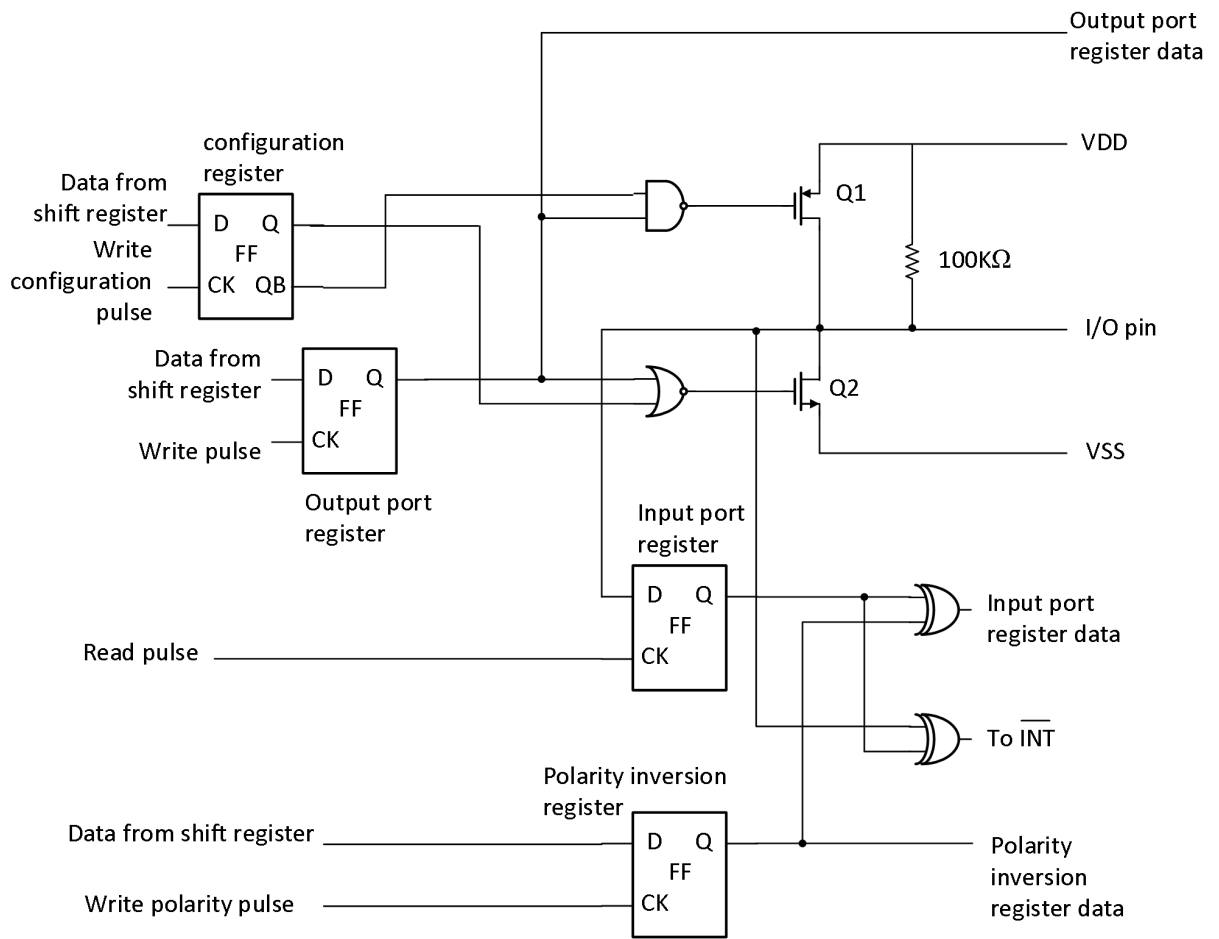 Output port
register data
configuration
register
VDD
Data from
shift register
D Q
Q1
Write
FF
100KΩ
configuration
CK QB
pulse
I/O pin
Data from
shift register
D Q
Q2
FF
Write pulse
CK
VSS
Output port
register
Input port
register
D Q
Input port
register data
FF
Read pulse
CK
To INT
Polarity inversion
register
Data from shift register
D Q
Polarity
inversion
register data
FF
Write polarity pulse
CK